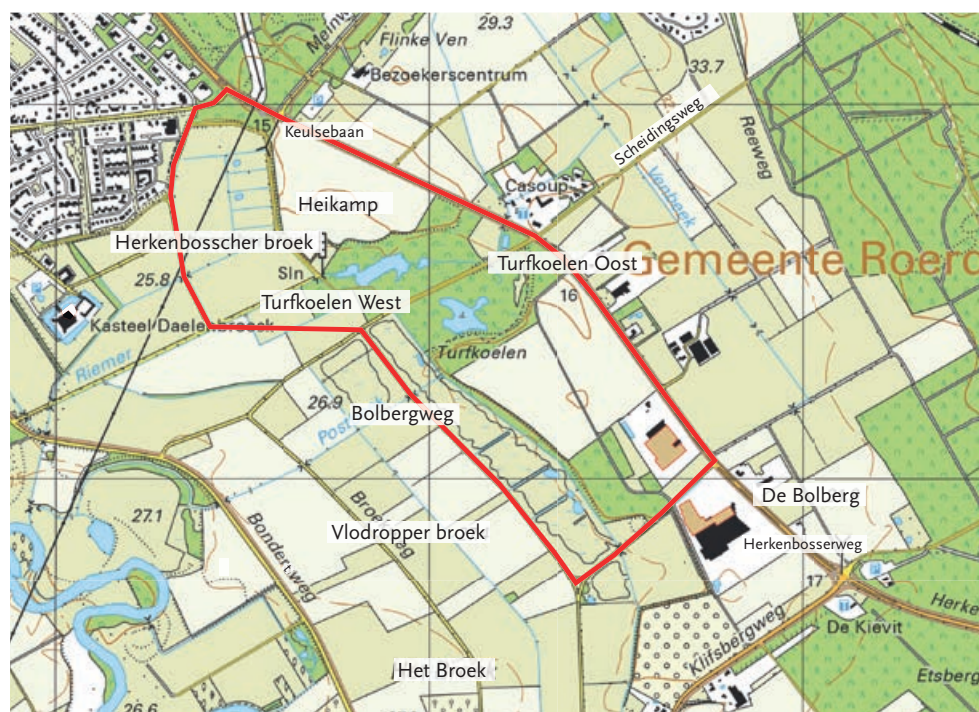 29.3
Flinke Ven
Bezoekerscentrum
33.7
15
Keulsebaan
Scheidingsweg
Reeweg
Venbeek
Casoup
Heikamp
Herkenbosscher broek
25.8
Sln
Turfkoelen Oost
Gemeente Roerd
16
Turfkoelen West
Kasteel Daelenbroeck
Riemer
Turfkoelen
26.9
Bolbergweg
Post
De Bolberg
27.1
Vlodropper broek
Bondertweg
Herkenbosserweg
17
Herke
De Kievit
Klifsbergweg
Het Broek
Etsberg
26.6